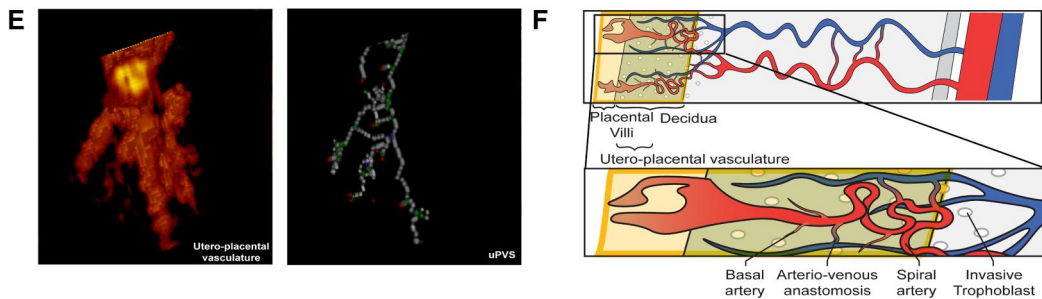 E
Utero-placental
vasculature
uPVS
F
Placental
Decidua
Villi
Utero-placental vasculature
Basal
artery
Arterio-venous
anastomosis
Spiral
artery
Invasive
Trophoblast